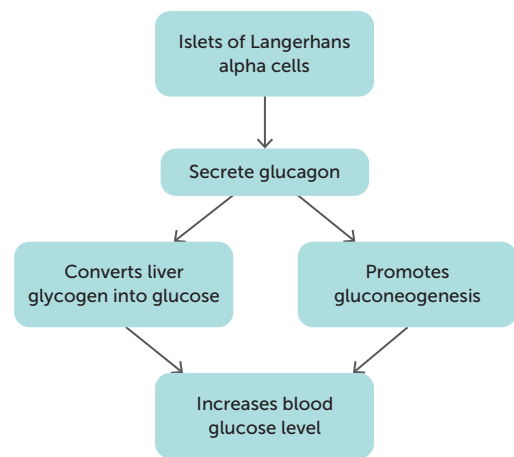 Islets of Langerhans
alpha cells
Secrete glucagon
Converts liver
glycogen into glucose
Promotes
gluconeogenesis
Increases blood
glucose level